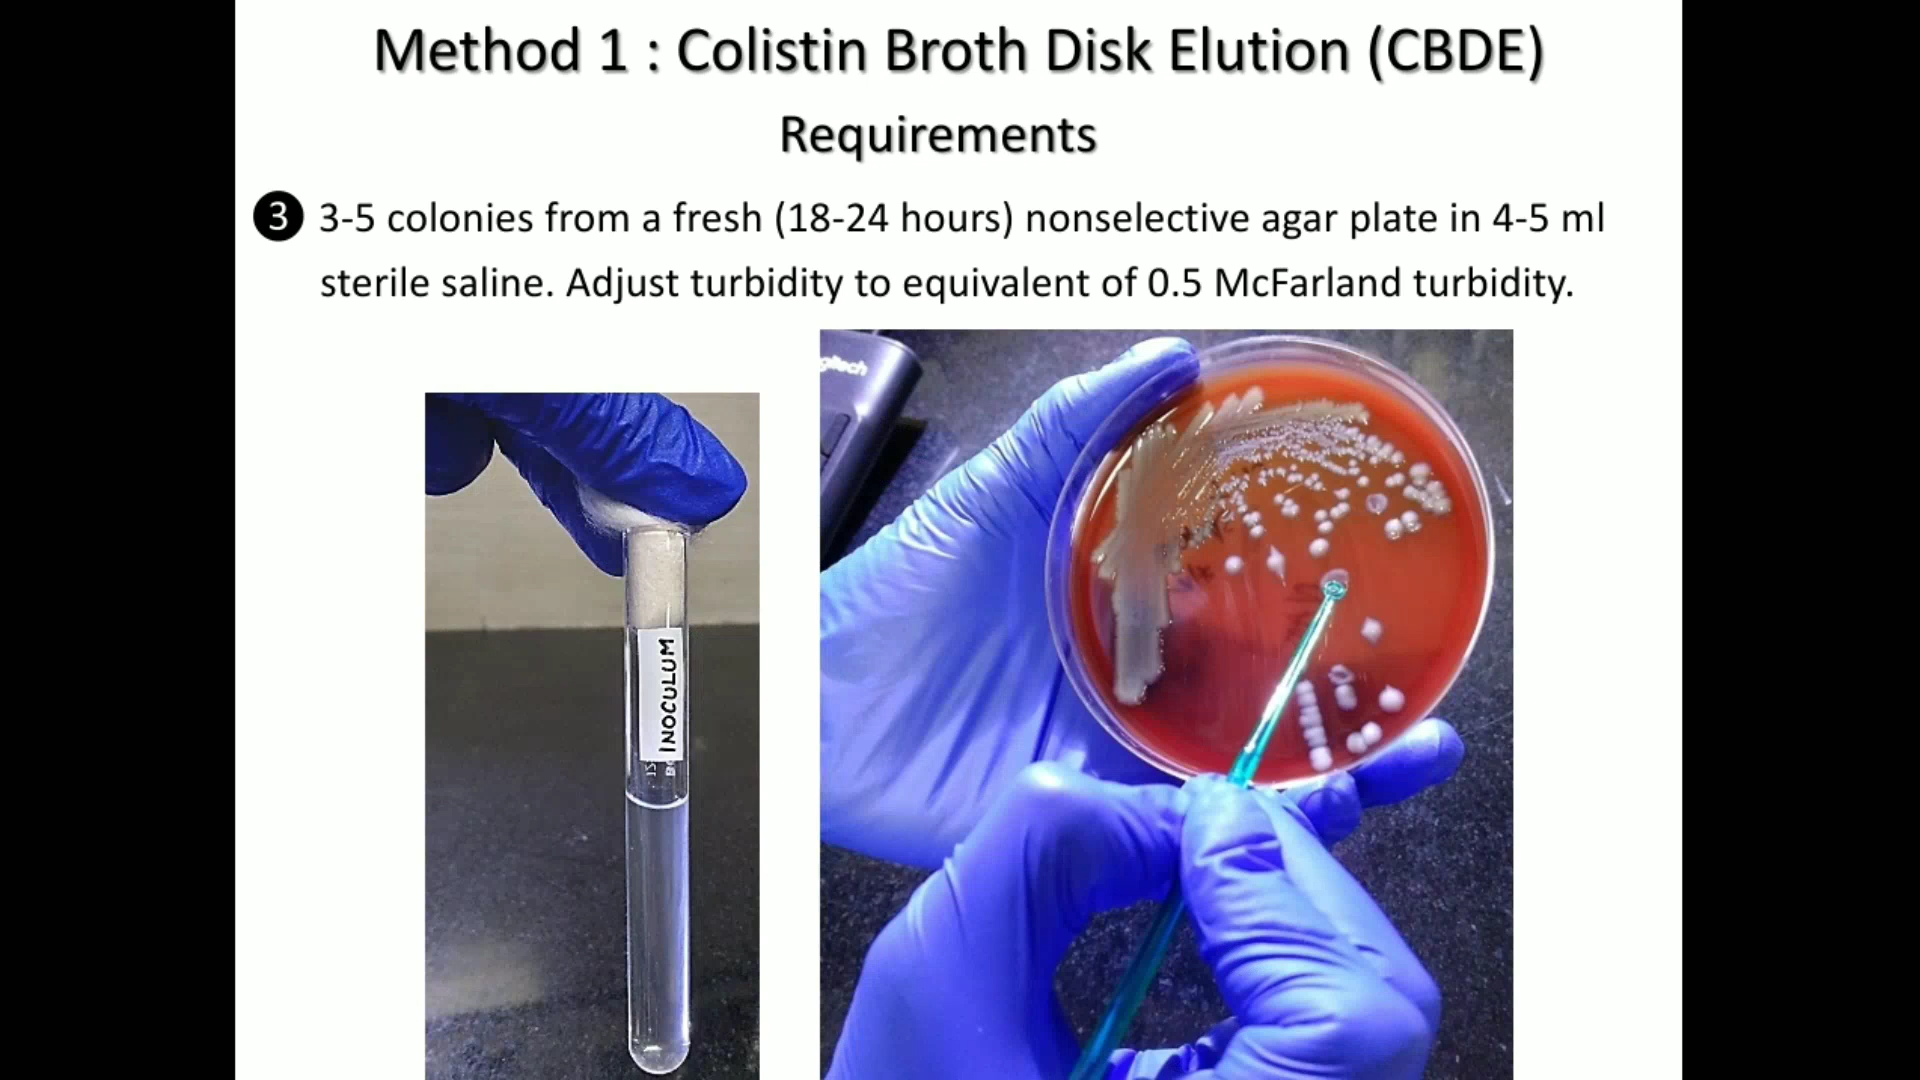 Method 1 : Colistin Broth Disk Elution (CBDE)
Requirements
3 3-5 colonies from a fresh (18-24 hours) nonselective agar plate in 4-5 ml
sterile saline. Adjust turbidity to equivalent of 0.5 McFarland turbidity.
INOCULUM